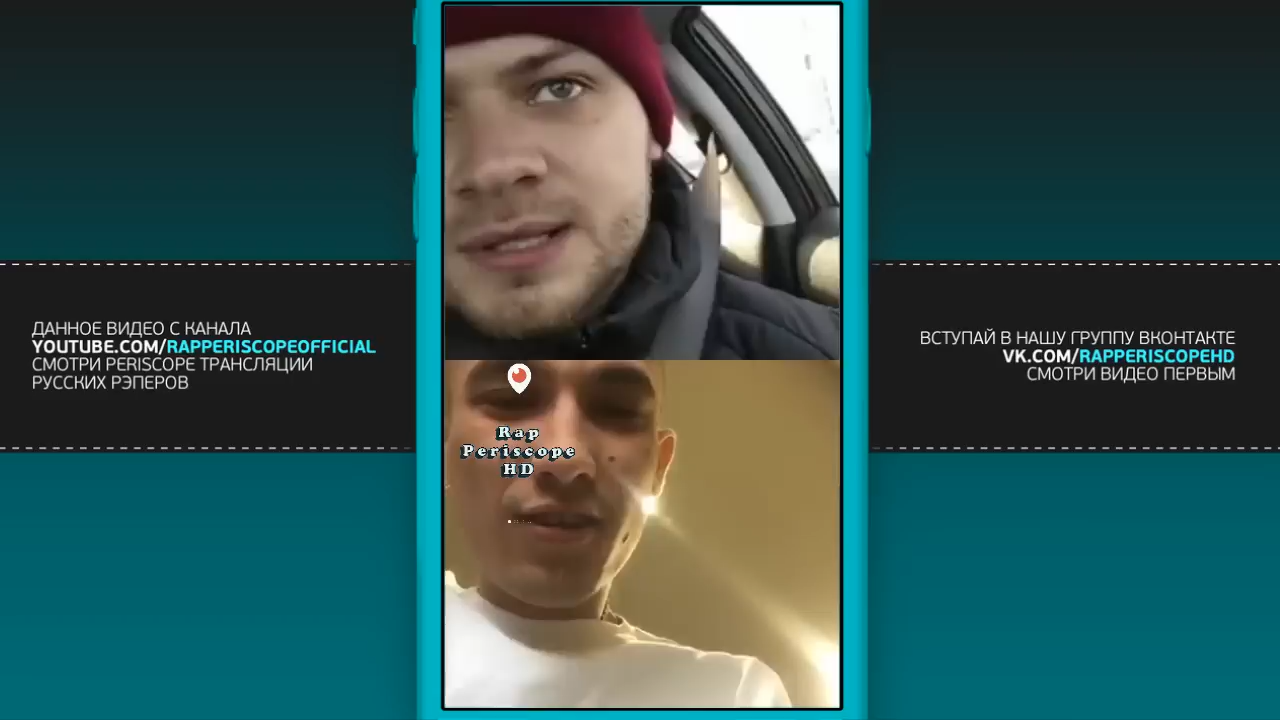 ДАННОЕ ВИДЕО С КАНАЛА
YOUTUBE.COM/RAPPERISCOPEOFFICIAL
СМОТРИ PERISCOPE ТРАНСЛЯЦИИ
РУССКИХ РЭПЕРОВ
Rap
Periscope
HD
ВСТУПАЙ В НАШУ ГРУППУ ВКОНТАКТЕ
VK.COM/RAPPERISCOPEHD
СМОТРИ ВИДЕО ПЕРВЫМ